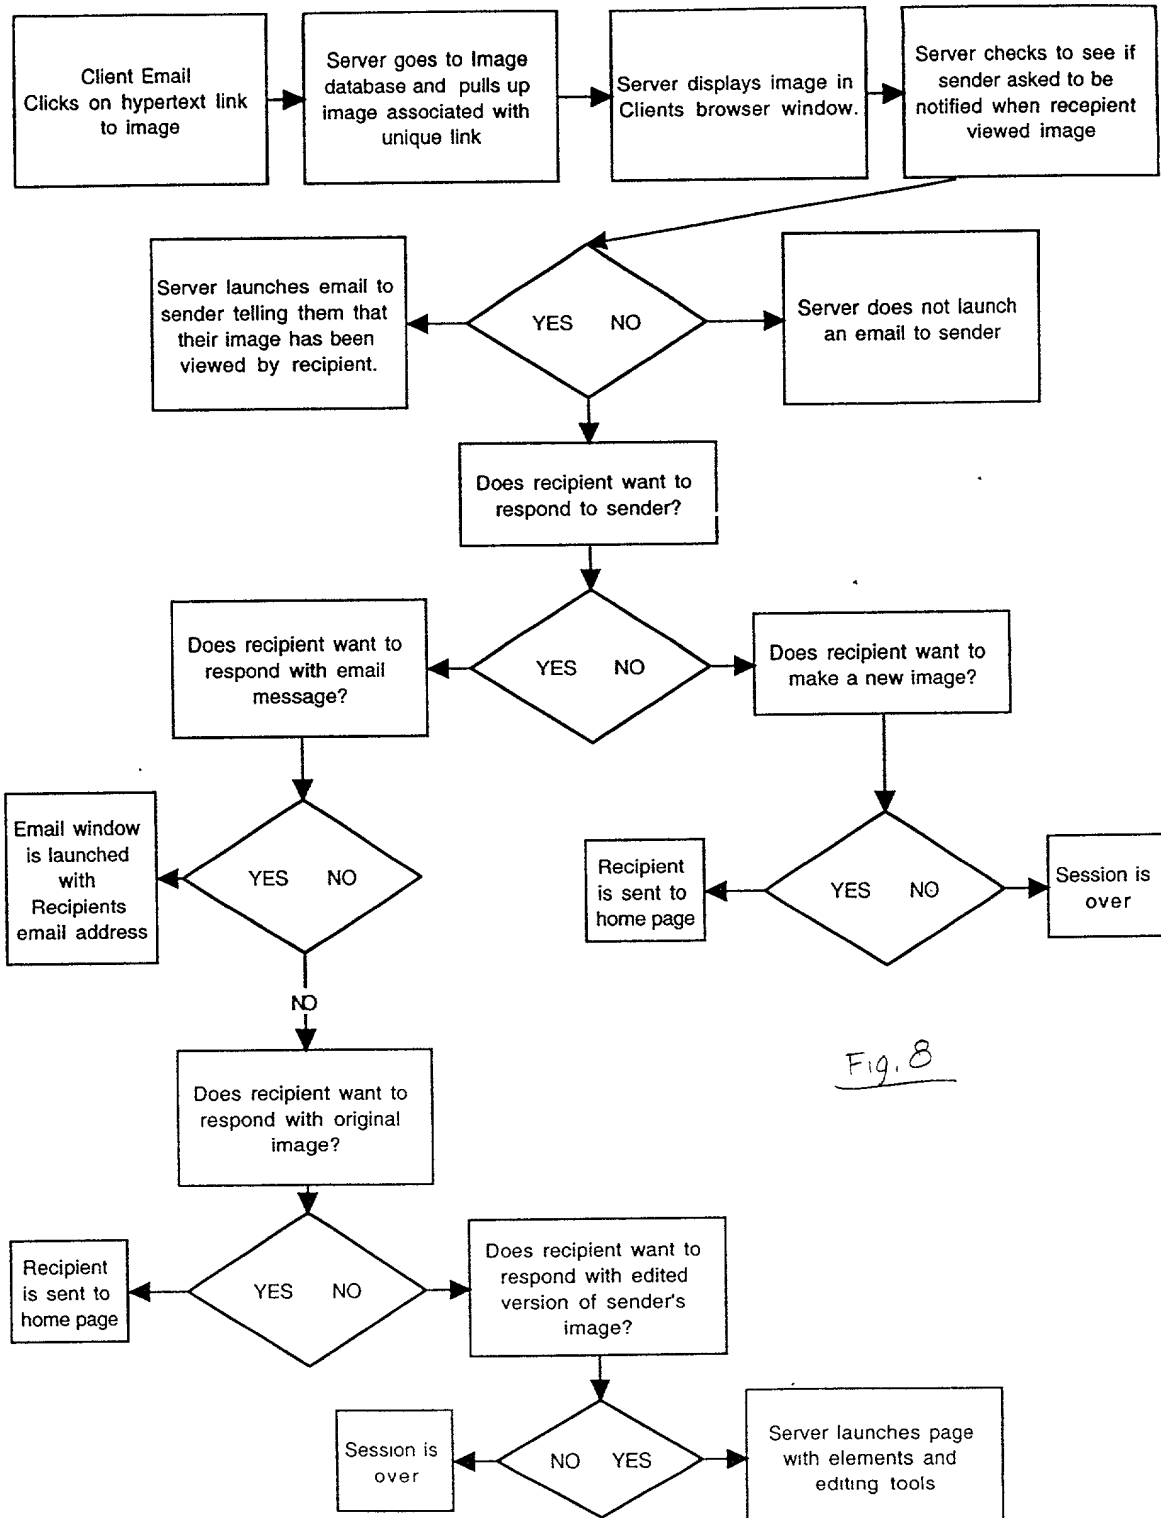 Client Email
Clicks on hypertext link
to image
Server goes to Image
database and pulls up
image associated with
unique link
Server displays image in
Clients browser window.
Server checks to see if
sender asked to be
notified when recepient
viewed image
Server launches email to
sender telling them that
their image has been
viewed by recipient.
YES NO
Server does not launch
an email to sender
Does recipient want to
respond to sender?
Does recipient want to
respond with email
message?
YES NO
Does recipient want to
make a new image?
Email window
is launched
with
Recipients
email address
YES NO
Recipient
is sent to
home page
YES NO
Session is
over
NO
Does recipient want to
respond with original
image?
Fig. 8
Recipient
is sent to
home page
YES NO
Does recipient want to
respond with edited
version of sender's
image?
Session is
over
NO YES
Server launches page
with elements and
editing tools